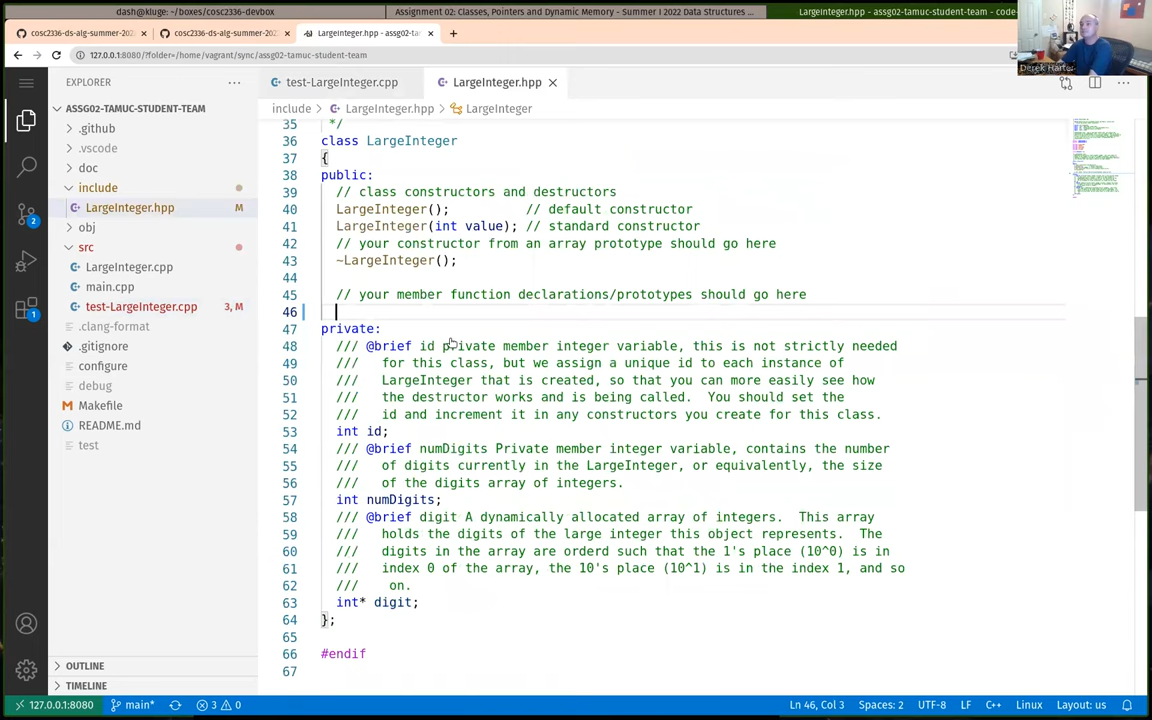 dash@kluge: ~/boxes/cosc2336-devbox
Assignment 02: Classes, Pointers and Dynamic Memory - Summer I 2022 Data Structures ...
LargeInteger.hpp - assg02-tamuc-student-team - code-
cosc2336-ds-alg-summer-202
cosc2336-ds-alg-summer-202
LargeInteger.hpp - assg02-ta
127.0.0.1:8080/?folder=/home/vagrant/sync/assg02-tamuc-student-team
Derek Harter
EXPLORER
test-LargeInteger.cpp
LargeInteger.hpp
ASSG02-TAMUC-STUDENT-TEAM
include > LargeInteger.hpp > LargeInteger
.github
.vscode
doc
include
LargeInteger.hpp M
obj
src
LargeInteger.cpp
main.cpp
test-LargeInteger.cpp 3, M
.clang-format
.gitignore
configure
debug
Makefile
README.md
test
OUTLINE
TIMELINE
2
1
35 */
36 class LargeInteger
37 {
38 public:
39 // class constructors and destructors
40 LargeInteger(); // default constructor
41 LargeInteger(int value); // standard constructor
42 // your constructor from an array prototype should go here
43 ~LargeInteger();
44
45 // your member function declarations/prototypes should go here
46
47 private:
48 /// @brief id private member integer variable, this is not strictly needed
49 /// for this class, but we assign a unique id to each instance of
50 /// LargeInteger that is created, so that you can more easily see how
51 /// the destructor works and is being called. You should set the
52 /// id and increment it in any constructors you create for this class.
53 int id;
54 /// @brief numDigits Private member integer variable, contains the number
55 /// of digits currently in the LargeInteger, or equivalently, the size
56 /// of the digits array of integers.
57 int numDigits;
58 /// @brief digit A dynamically allocated array of integers. This array
59 /// holds the digits of the large integer this object represents. The
60 /// digits in the array are orderd such that the 1's place (10^0) is in
61 /// index 0 of the array, the 10's place (10^1) is in the index 1, and so
62 /// on.
63 int* digit;
64 };
65
66 #endif
67
127.0.0.1:8080 main* 3 0 Ln 46, Col 3 Spaces: 2 UTF-8 LF C++ Linux Layout: us